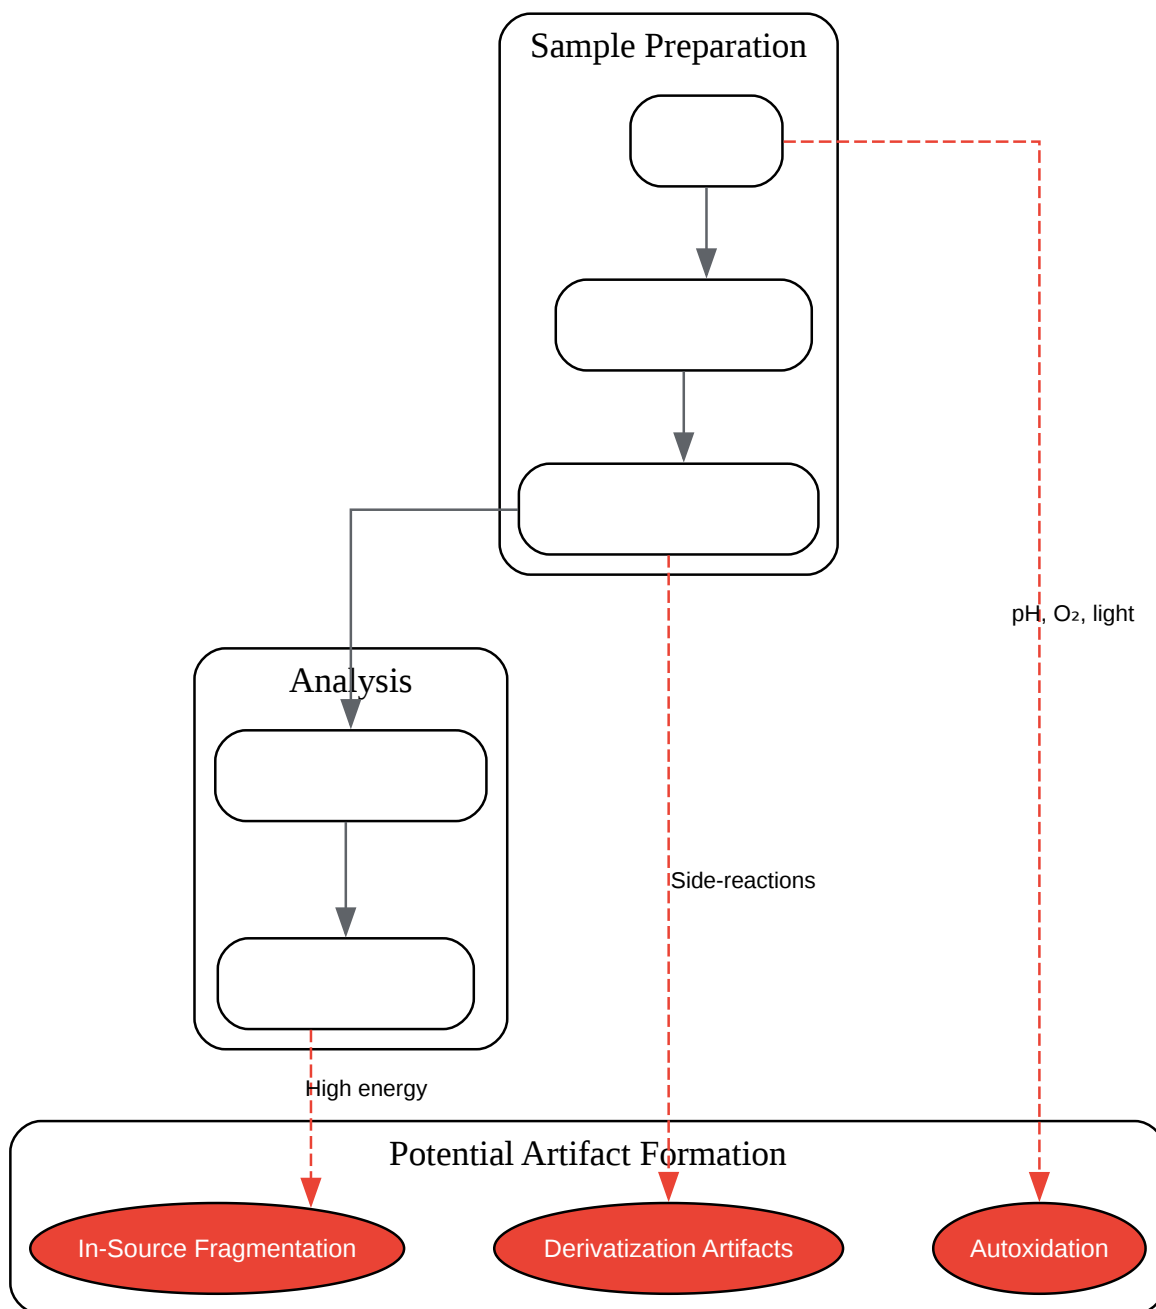 Sample Preparation
pH, O₂, light
Analysis
Side-reactions
High energy
Potential Artifact Formation
In-Source Fragmentation
Derivatization Artifacts
Autoxidation